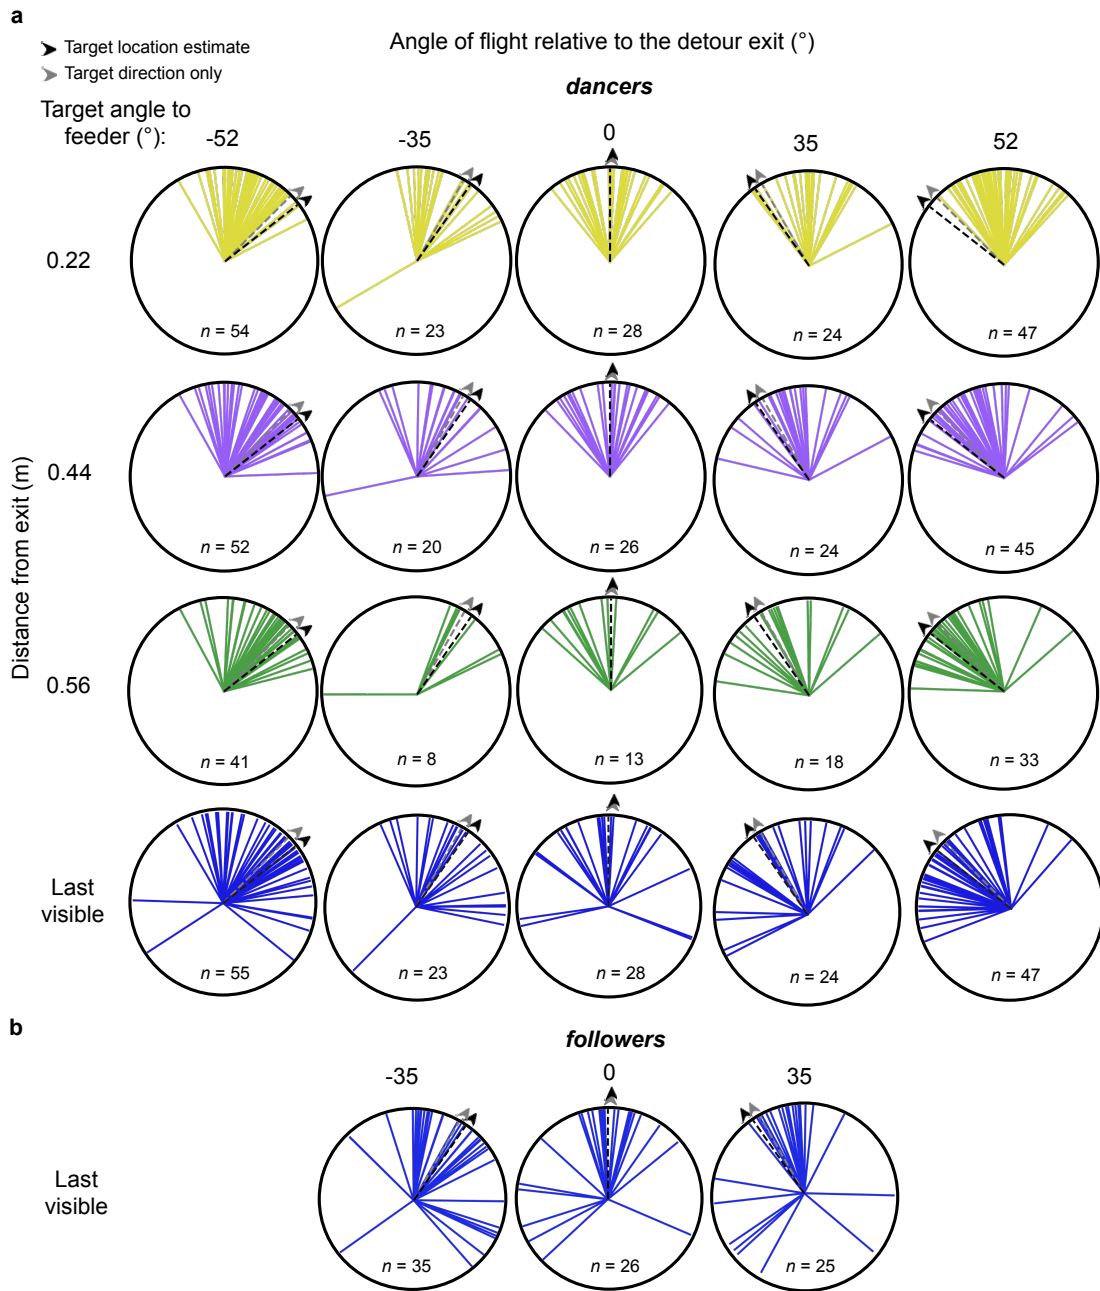 a
Target location estimate
Target direction only
Angle of flight relative to the detour exit (°)
dancers
Target angle to
feeder (°):
-52 -35 0 35 52
Distance from exit (m)
0.22
n = 54 n = 23 n = 28 n = 24 n = 47
0.44
n = 52 n = 20 n = 26 n = 24 n = 45
0.56
n = 41 n = 8 n = 13 n = 18 n = 33
Last
visible
n = 55 n = 23 n = 28 n = 24 n = 47
b
followers
-35 0 35
Last
visible
n = 35 n = 26 n = 25